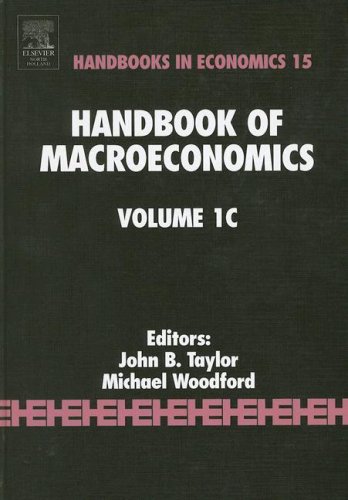 ELSEVIER
NORTH
HOLLAND
HANDBOOKS IN ECONOMICS 15
HANDBOOK OF
MACROECONOMICS
VOLUME 1C
Editors:
John B. Taylor
Michael Woodford